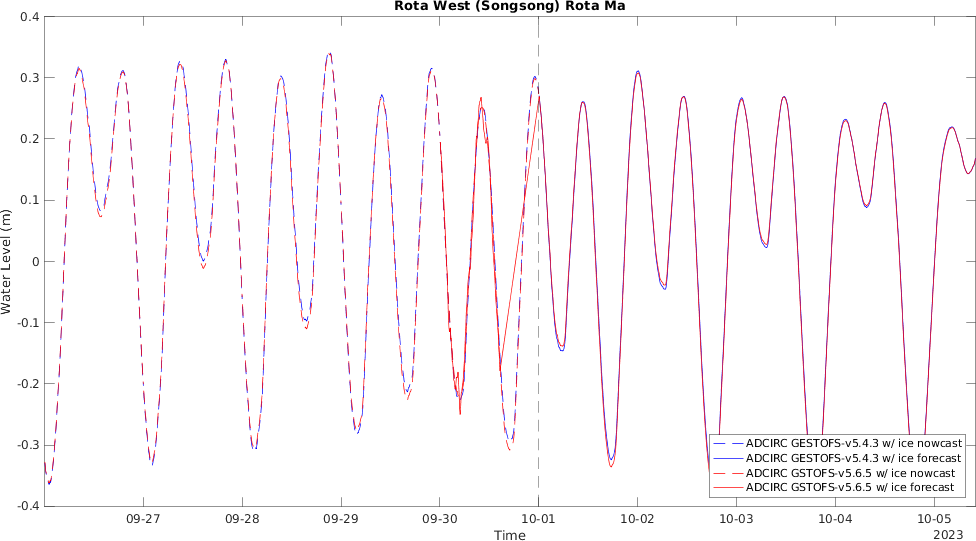 Rota West (Songsong) Rota Ma
0.4
0.3
0.2
0.1
0
-0.1
-0.2
-0.3
-0.4
Water Level (m)
09-27
09-28
09-29
09-30
10-01
10-02
10-03
10-04
10-05
Time
2023
ADCIRC GESTOFS-v5.4.3 w/ ice nowcast
ADCIRC GESTOFS-v5.4.3 w/ ice forecast
ADCIRC GSTOFS-v5.6.5 w/ ice nowcast
ADCIRC GSTOFS-v5.6.5 w/ ice forecast